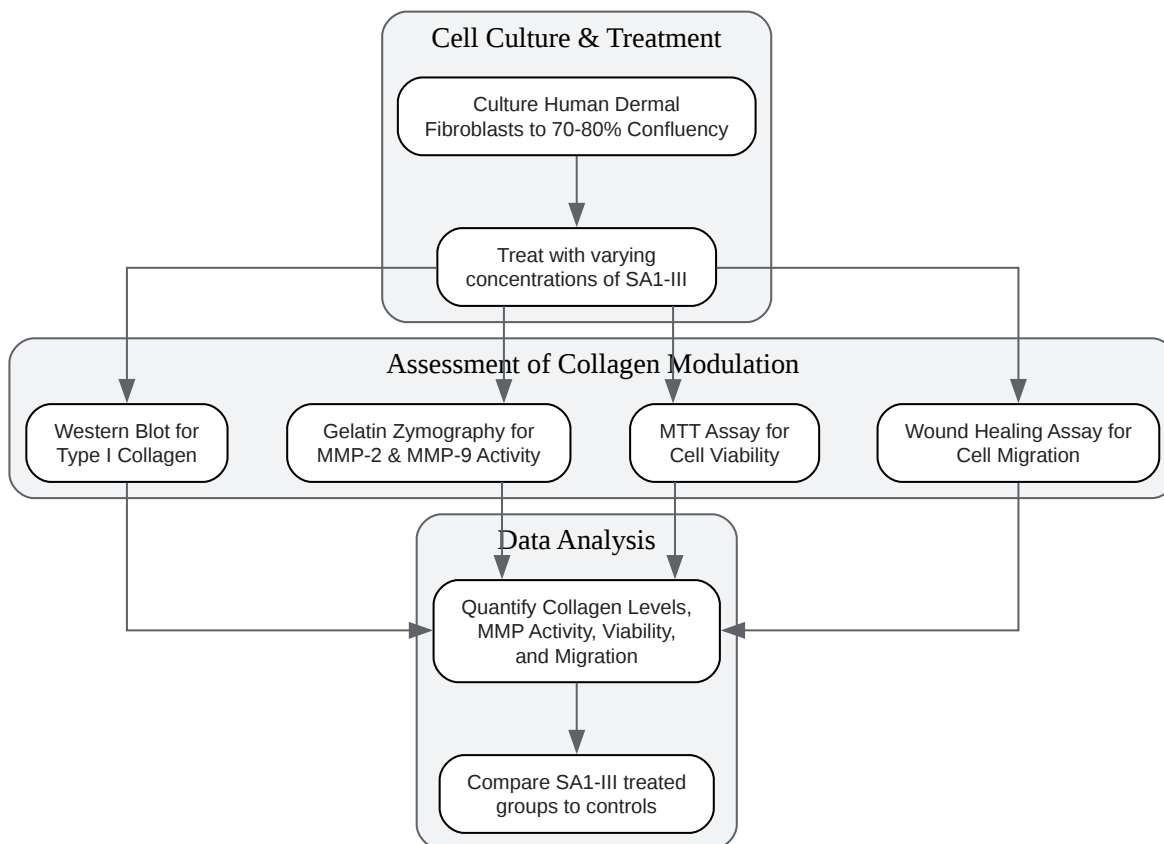 Cell Culture & Treatment
Culture Human Dermal
Fibroblasts to 70-80% Confluency
Treat with varying
concentrations of SA1-III
Assessment of Collagen Modulation
Western Blot for
Type I Collagen
Gelatin Zymography for
MMP-2 & MMP-9 Activity
MTT Assay for
Cell Viability
Wound Healing Assay for
Cell Migration
Data Analysis
Quantify Collagen Levels,
MMP Activity, Viability,
and Migration
Compare SA1-III treated
groups to controls